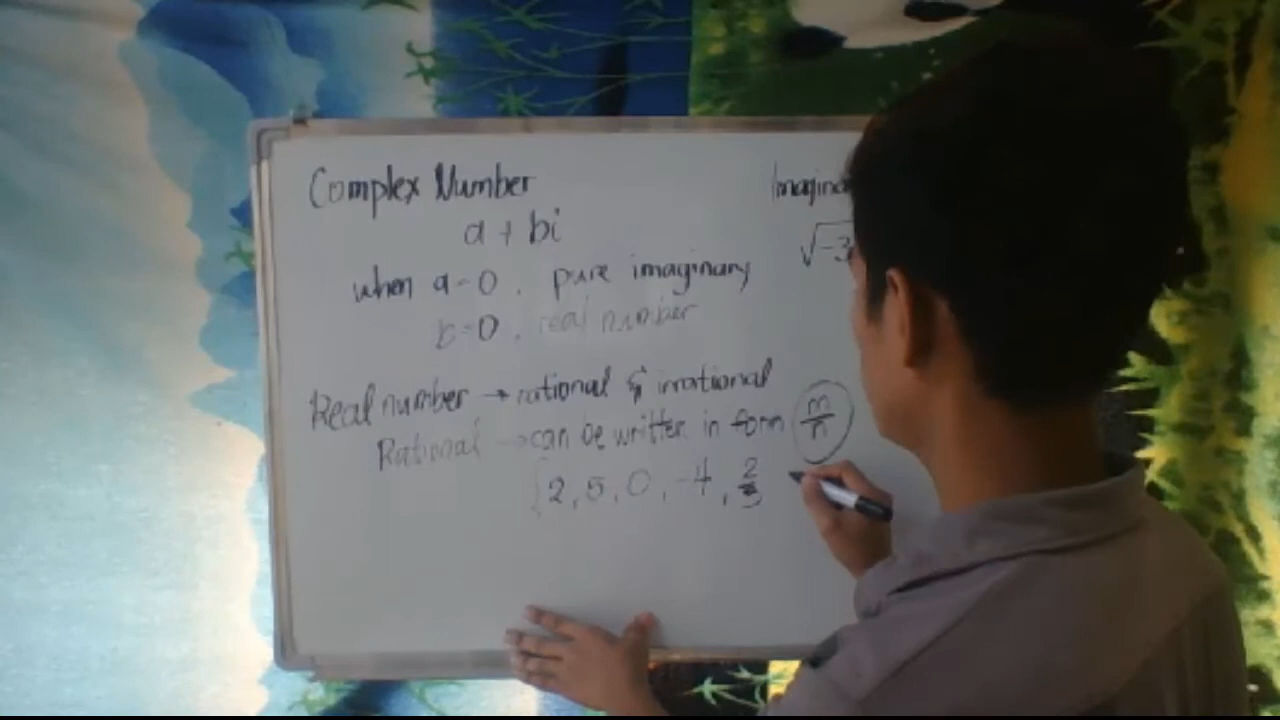 Complex Number
a + bi
when a=0, pure imaginary
b=0, real number
Real number → rational & irrational
Rational → can be written in form m/n
{2, 5, 0, -4, 2/3
√-3